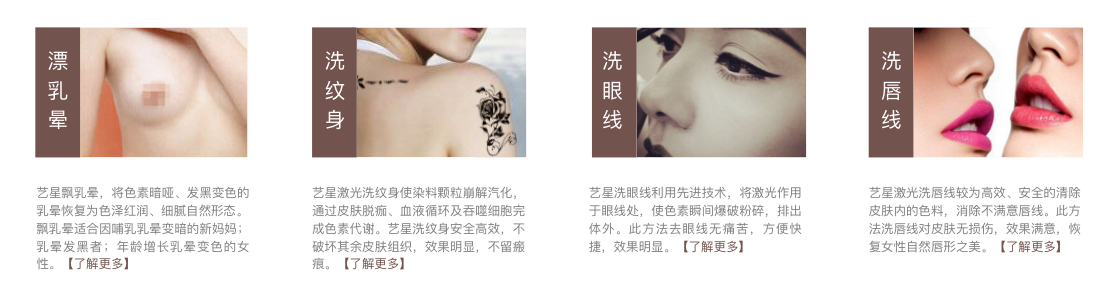 漂乳晕
艺星飘乳晕，将色素暗哑、发黑变色的
乳晕恢复为色泽红润、细腻自然形态。
飘乳晕适合因哺乳乳晕变暗的新妈妈；
乳晕发黑者；年龄增长乳晕变色的女
性。【了解更多】
洗纹身
艺星激光洗纹身使染料颗粒崩解汽化，
通过皮肤脱痂、血液循环及吞噬细胞完
成色素代谢。艺星洗纹身安全高效，不
破坏其余皮肤组织，效果明显，不留瘢
痕。【了解更多】
洗眼线
艺星洗眼线利用先进技术，将激光作用
于眼线处，使色素瞬间爆破粉碎，排出
体外。此方法去眼线无痛苦，方便快
捷，效果明显。【了解更多】
洗唇线
艺星激光洗唇线较为高效、安全的清除
皮肤内的色料，消除不满意唇线。此方
法洗唇线对皮肤无损伤，效果满意，恢
复女性自然唇形之美。【了解更多】